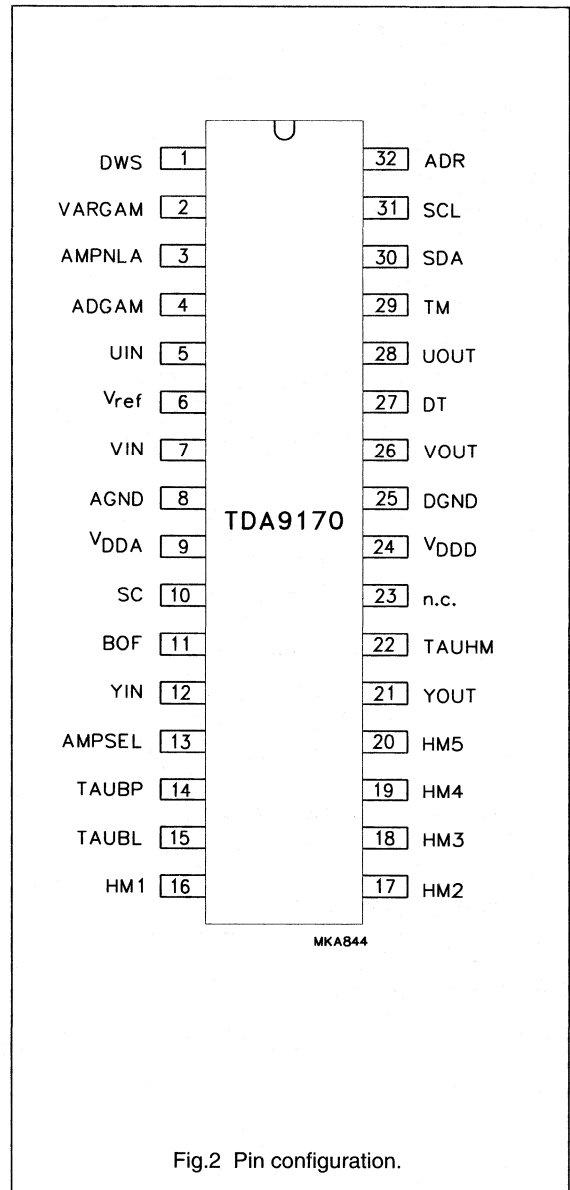 DWS 1 32 ADR
VARGAM 2 31 SCL
AMPNLA 3 30 SDA
ADGAM 4 29 TM
UIN 5 28 UOUT
Vref 6 27 DT
VIN 7 26 VOUT
AGND 8 25 DGND
TDA9170
VDDA 9 24 VDDD
SC 10 23 n.c.
BOF 11 22 TAUHM
YIN 12 21 YOUT
AMPSEL 13 20 HM5
TAUBP 14 19 HM4
TAUBL 15 18 HM3
HM1 16 17 HM2
MKA844
Fig.2 Pin configuration.